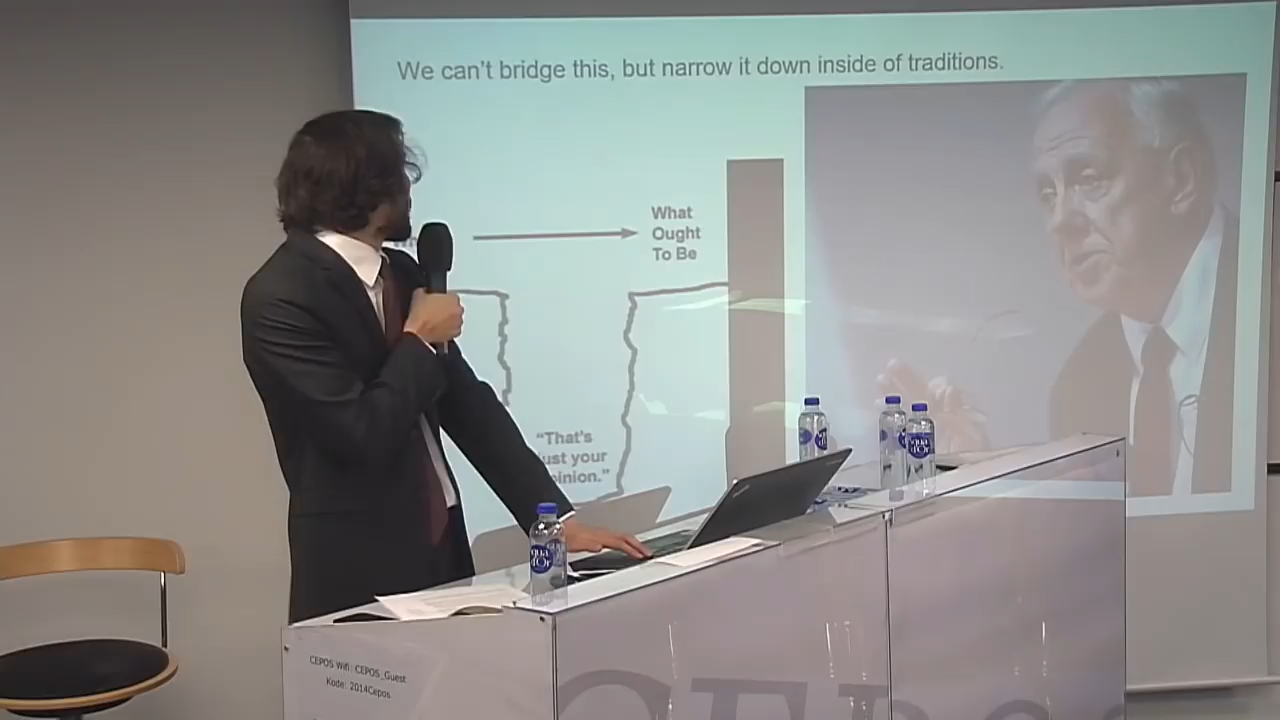 We can't bridge this, but narrow it down inside of traditions.
What
Ought
To Be
"That's
just your
opinion."
CEPOS Wifi: CEPOS_Guest
Kode: 2014Cepos
CEPOS